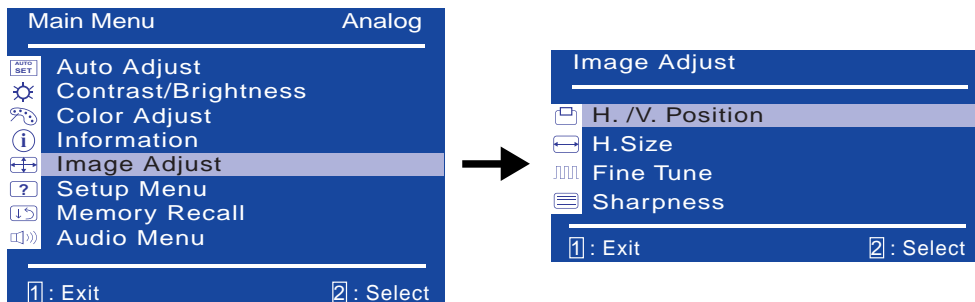 Main Menu Analog
AUTO SET Auto Adjust
Contrast/Brightness
Color Adjust
i Information
Image Adjust
? Setup Menu
Memory Recall
Audio Menu
1 : Exit 2 : Select
Image Adjust
H. /V. Position
H.Size
Fine Tune
Sharpness
1 : Exit 2 : Select